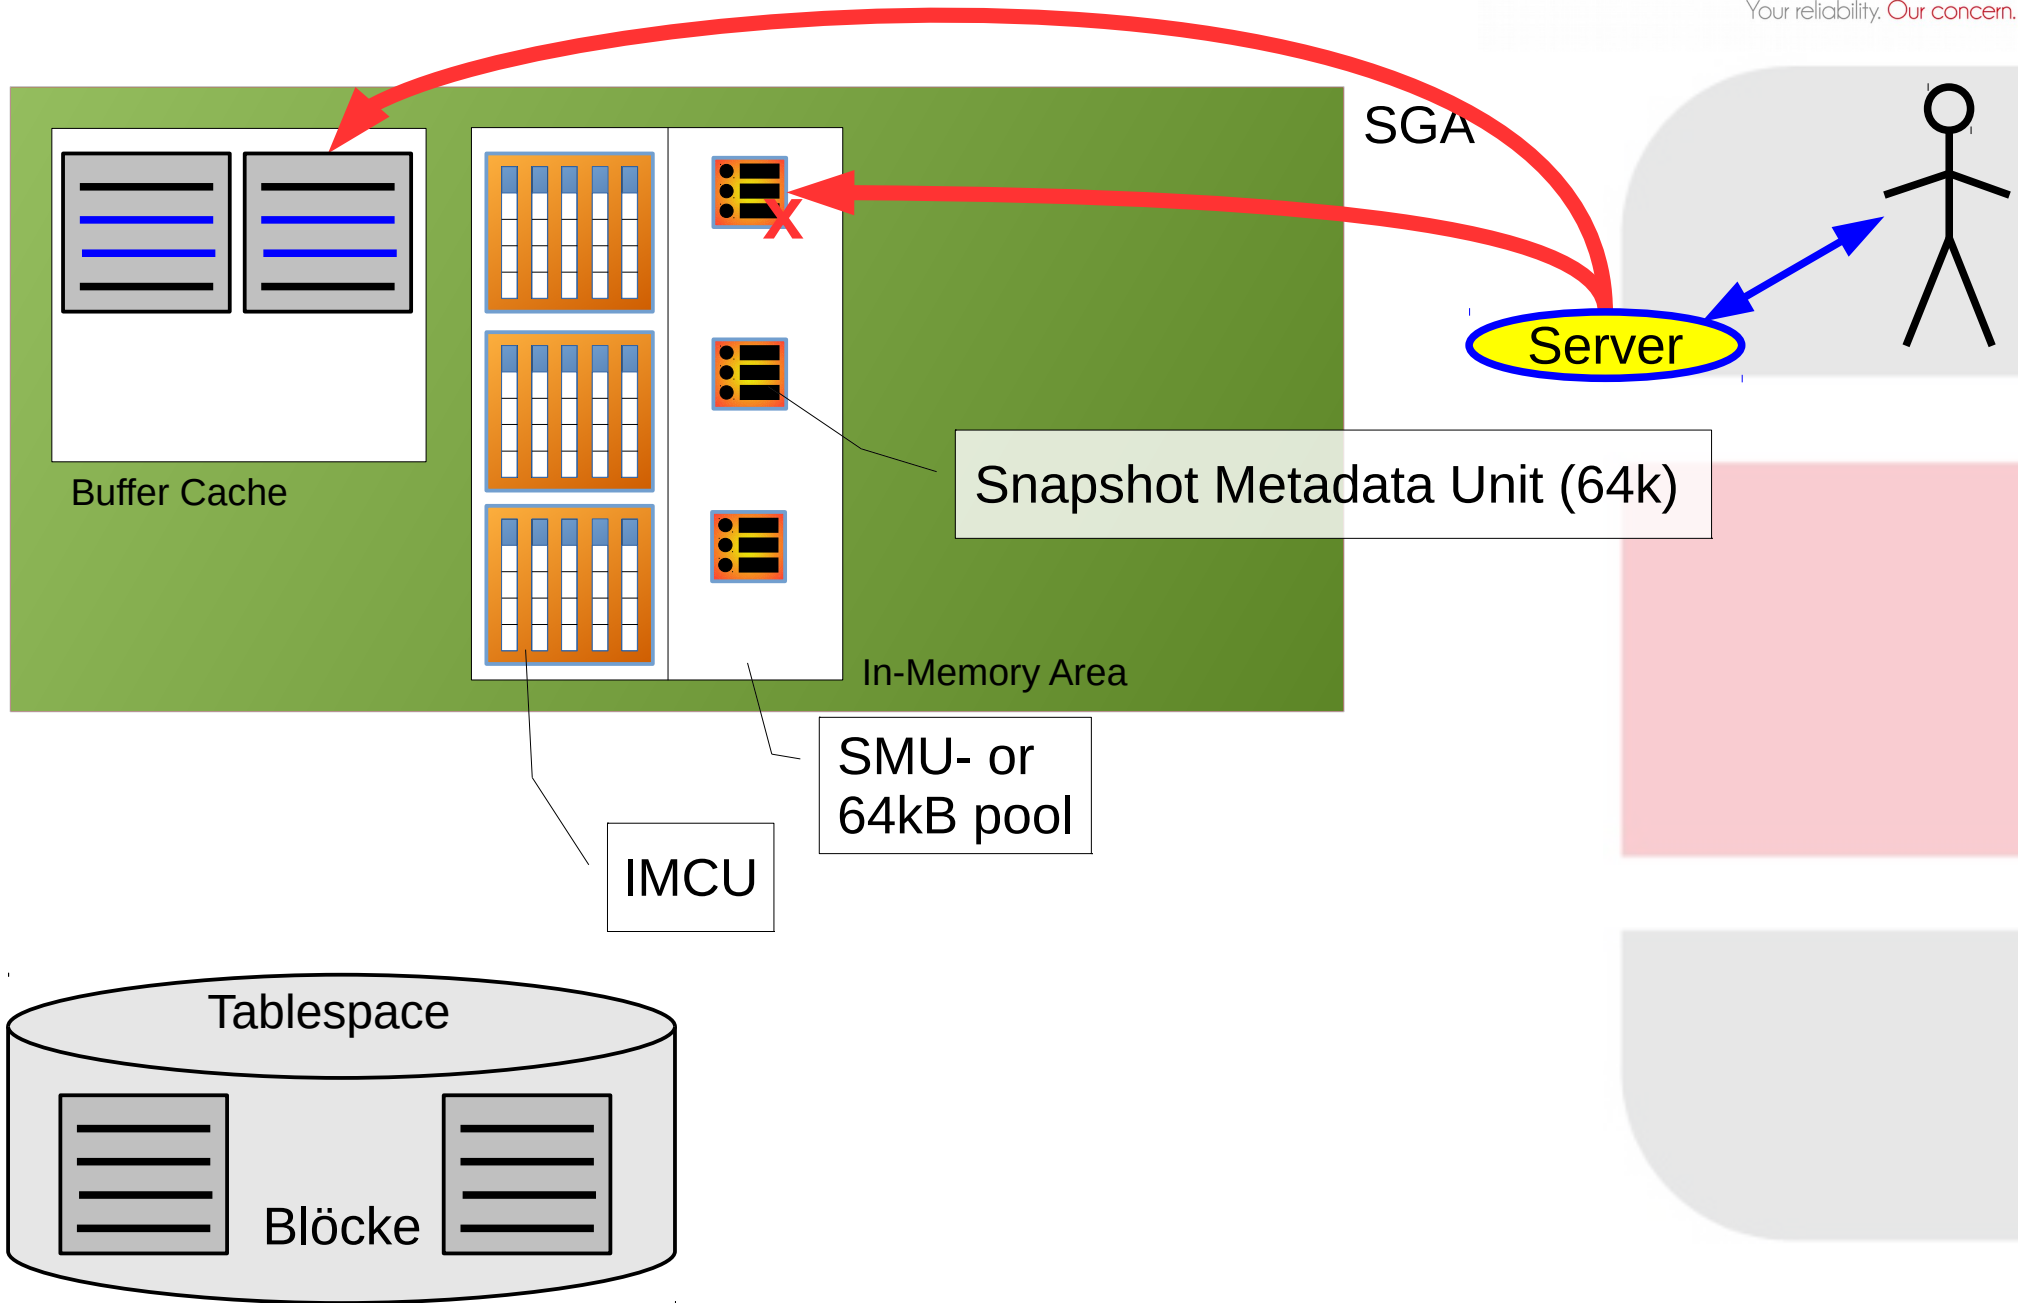 Your reliability. Our concern.
SGA
X
Server
Snapshot Metadata Unit (64k)
Buffer Cache
In-Memory Area
SMU- or
64kB pool
IMCU
Tablespace
Blöcke